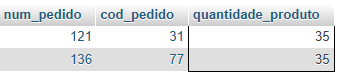 num_pedido cod_pedido quantidade_produto
121 31 35
136 77 35